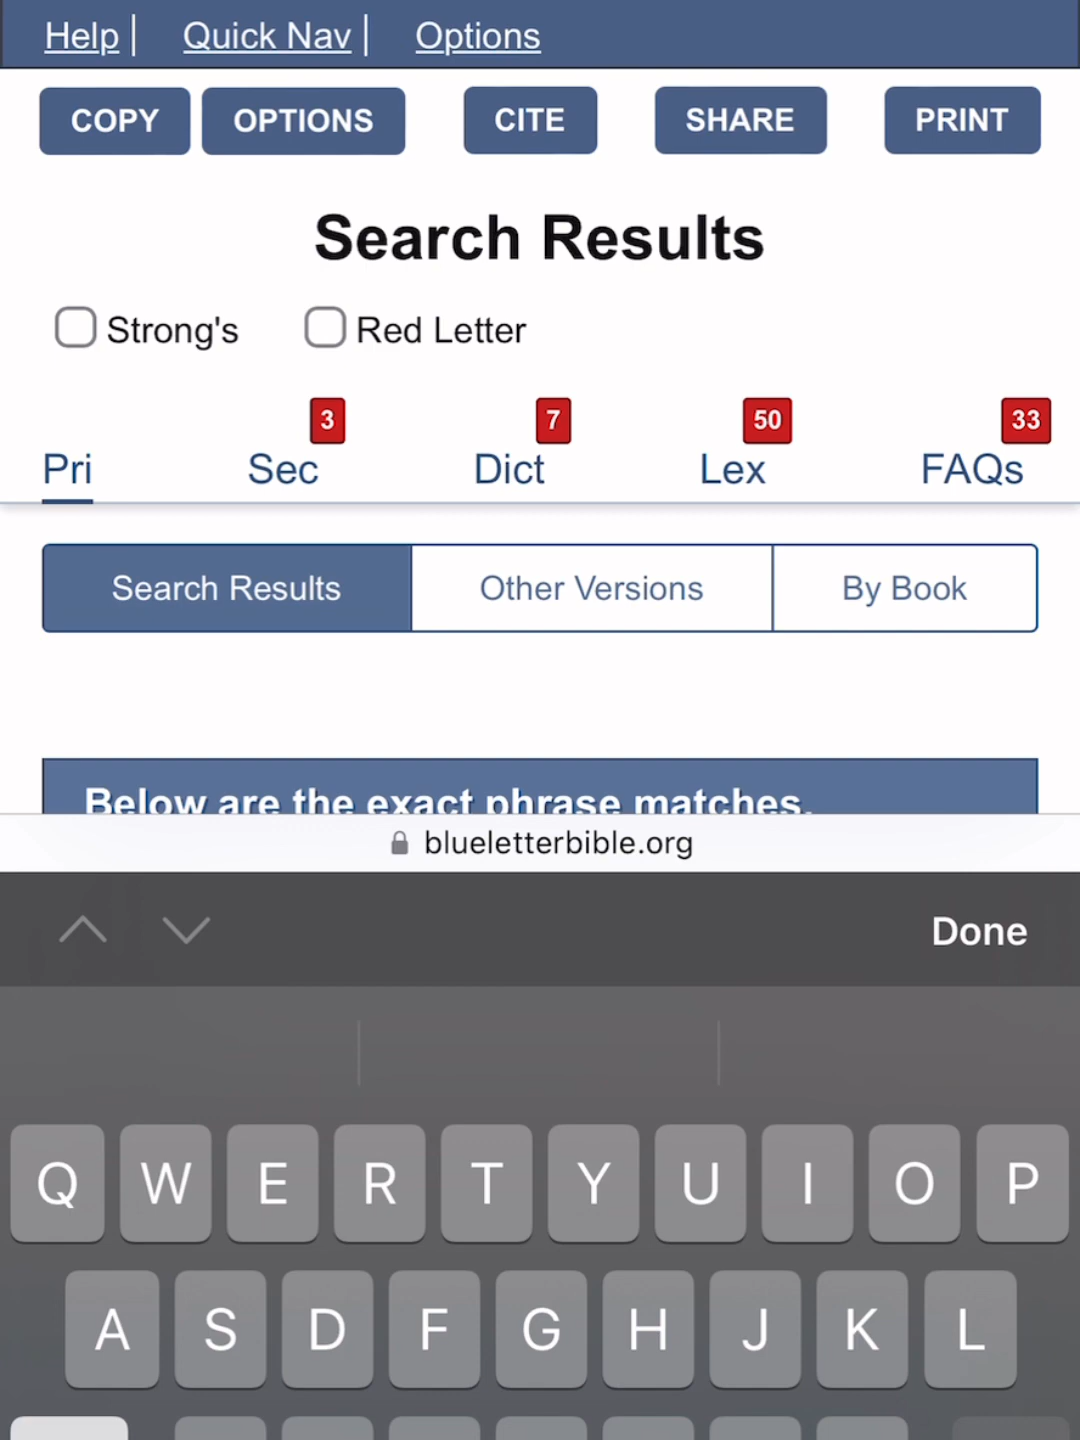 Help | Quick Nav | Options
COPY OPTIONS CITE SHARE PRINT
Search Results
Strong's Red Letter
3 7 50 33
Pri Sec Dict Lex FAQs
Search Results Other Versions By Book
Below are the exact phrase matches.
blueletterbible.org
Done
Q W E R T Y U I O P
A S D F G H J K L